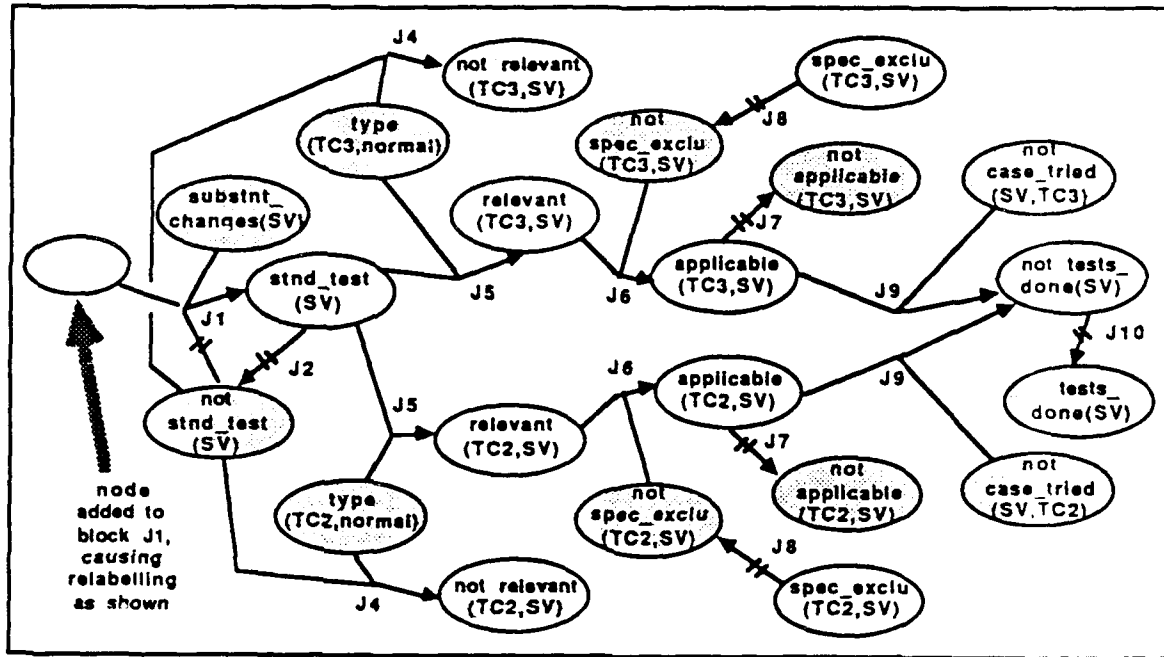 J4
not relevant
(TC3,SV)
spec_exclu
(TC3,SV)
J8
type
(TC3,normal)
not
spec_exclu
(TC3,SV)
not
applicable
(TC3,SV)
J7
not
case_tried
(SV,TC3)
substnt_
changes(SV)
relevant
(TC3,SV)
stnd_test
(SV)
J5
J6
applicable
(TC3,SV)
J9
not tests_
done(SV)
J1
J2
J10
not
stnd_test
(SV)
J5
J6
applicable
(TC2,SV)
J9
tests_
done(SV)
relevant
(TC2,SV)
J7
node
added to
block J1,
causing
relabelling
as shown
type
(TC2,normal)
not
spec_exclu
(TC2,SV)
not
applicable
(TC2,SV)
not
case_tried
(SV,TC2)
J8
J4
not relevant
(TC2,SV)
spec_exclu
(TC2,SV)